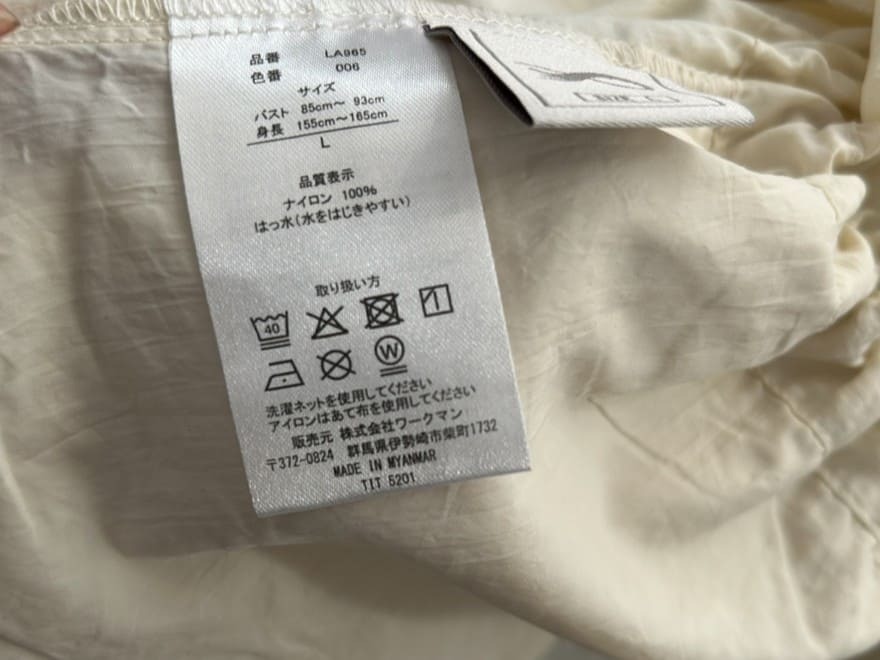 品番 LA965
色番 006
サイズ
バスト 85cm～ 93cm
身長 155cm～165cm
L
品質表示
ナイロン 100%
はっ水(水をはじきやすい)
取り扱い方
40
W
洗濯ネットを使用してください
アイロンはあて布を使用してください
販売元 株式会社ワークマン
〒372-0824 群馬県伊勢崎市柴町1732
MADE IN MYANMAR
TIT 5201
SIZE L